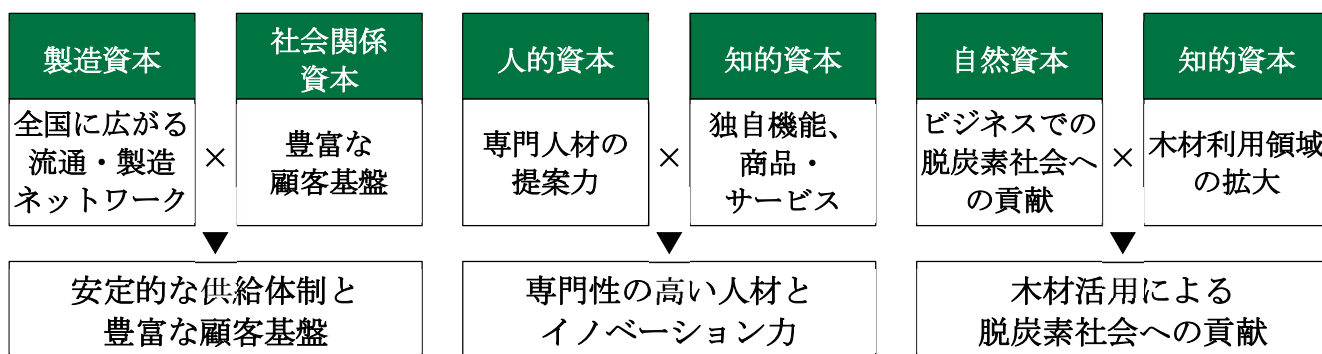 製造資本
全国に広がる
流通・製造
ネットワーク
×
社会関係
資本
豊富な
顧客基盤
安定的な供給体制と
豊富な顧客基盤
人的資本
専門人材の
提案力
×
知的資本
独自機能、
商品・
サービス
専門性の高い人材と
イノベーション力
自然資本
ビジネスでの
脱炭素社会へ
の貢献
×
知的資本
木材利用領域
の拡大
木材活用による
脱炭素社会への貢献